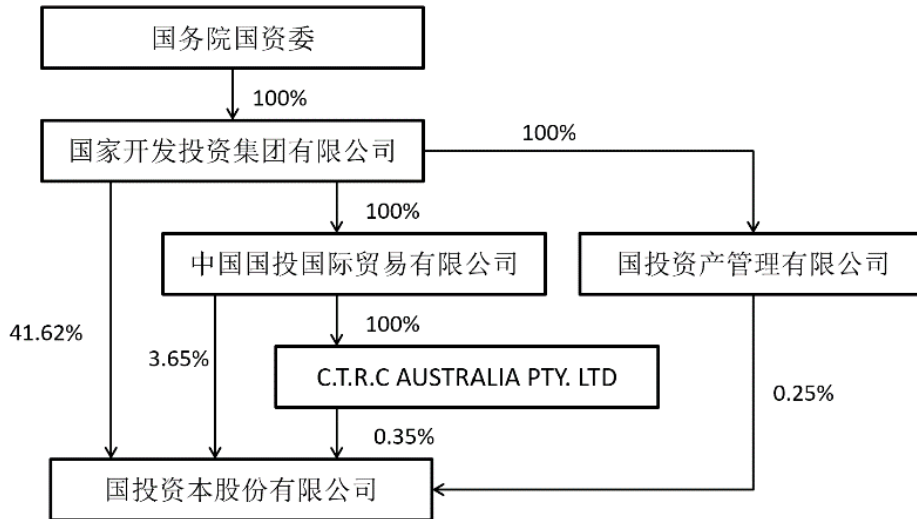 国务院国资委
100%
国家开发投资集团有限公司
100%
100%
中国国投国际贸易有限公司
国投资产管理有限公司
41.62%
3.65%
100%
C.T.R.C AUSTRALIA PTY. LTD
0.25%
0.35%
国投资本股份有限公司